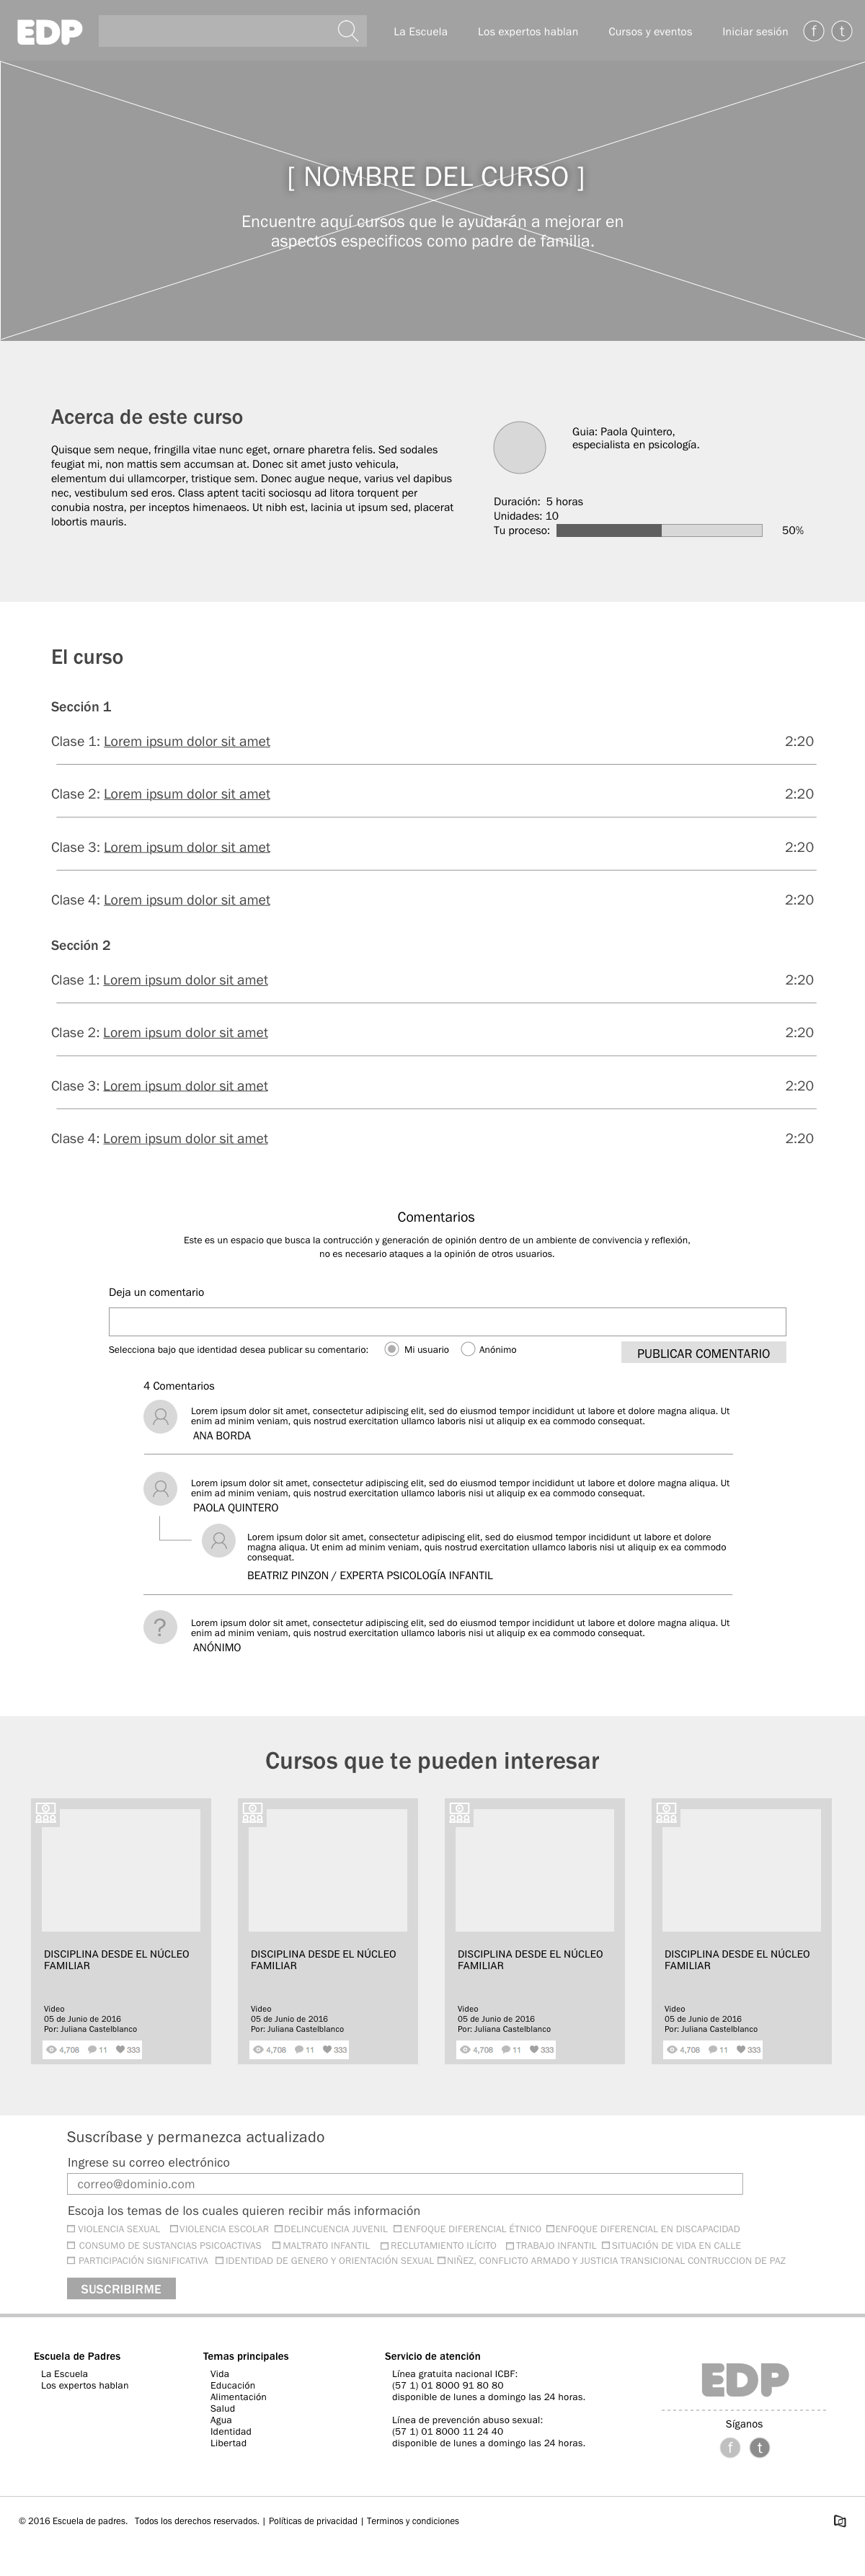 EDP
La Escuela
Los expertos hablan
Cursos y eventos
Iniciar sesión
f
t
[ NOMBRE DEL CURSO ]
Encuentre aquí cursos que le ayudarán a mejorar en
aspectos especificos como padre de familia.
Acerca de este curso
Quisque sem neque, fringilla vitae nunc eget, ornare pharetra felis. Sed sodales
feugiat mi, non mattis sem accumsan at. Donec sit amet justo vehicula,
elementum dui ullamcorper, tristique sem. Donec augue neque, varius vel dapibus
nec, vestibulum sed eros. Class aptent taciti sociosqu ad litora torquent per
conubia nostra, per inceptos himenaeos. Ut nibh est, lacinia ut ipsum sed, placerat
lobortis mauris.
Guia: Paola Quintero,
especialista en psicología.
Duración: 5 horas
Unidades: 10
Tu proceso: 50%
El curso
Sección 1
Clase 1: Lorem ipsum dolor sit amet 2:20
Clase 2: Lorem ipsum dolor sit amet 2:20
Clase 3: Lorem ipsum dolor sit amet 2:20
Clase 4: Lorem ipsum dolor sit amet 2:20
Sección 2
Clase 1: Lorem ipsum dolor sit amet 2:20
Clase 2: Lorem ipsum dolor sit amet 2:20
Clase 3: Lorem ipsum dolor sit amet 2:20
Clase 4: Lorem ipsum dolor sit amet 2:20
Comentarios
Este es un espacio que busca la contrucción y generación de opinión dentro de un ambiente de convivencia y reflexión,
no es necesario ataques a la opinión de otros usuarios.
Deja un comentario
Selecciona bajo que identidad desea publicar su comentario: Mi usuario Anónimo
PUBLICAR COMENTARIO
4 Comentarios
Lorem ipsum dolor sit amet, consectetur adipiscing elit, sed do eiusmod tempor incididunt ut labore et dolore magna aliqua. Ut
enim ad minim veniam, quis nostrud exercitation ullamco laboris nisi ut aliquip ex ea commodo consequat.
ANA BORDA
Lorem ipsum dolor sit amet, consectetur adipiscing elit, sed do eiusmod tempor incididunt ut labore et dolore magna aliqua. Ut
enim ad minim veniam, quis nostrud exercitation ullamco laboris nisi ut aliquip ex ea commodo consequat.
PAOLA QUINTERO
Lorem ipsum dolor sit amet, consectetur adipiscing elit, sed do eiusmod tempor incididunt ut labore et dolore
magna aliqua. Ut enim ad minim veniam, quis nostrud exercitation ullamco laboris nisi ut aliquip ex ea commodo
consequat.
BEATRIZ PINZON / EXPERTA PSICOLOGÍA INFANTIL
?
Lorem ipsum dolor sit amet, consectetur adipiscing elit, sed do eiusmod tempor incididunt ut labore et dolore magna aliqua. Ut
enim ad minim veniam, quis nostrud exercitation ullamco laboris nisi ut aliquip ex ea commodo consequat.
ANÓNIMO
Cursos que te pueden interesar
DISCIPLINA DESDE EL NÚCLEO
FAMILIAR
Video
05 de Junio de 2016
Por: Juliana Castelblanco
4,708 11 333
DISCIPLINA DESDE EL NÚCLEO
FAMILIAR
Video
05 de Junio de 2016
Por: Juliana Castelblanco
4,708 11 333
DISCIPLINA DESDE EL NÚCLEO
FAMILIAR
Video
05 de Junio de 2016
Por: Juliana Castelblanco
4,708 11 333
DISCIPLINA DESDE EL NÚCLEO
FAMILIAR
Video
05 de Junio de 2016
Por: Juliana Castelblanco
4,708 11 333
Suscríbase y permanezca actualizado
Ingrese su correo electrónico
correo@dominio.com
Escoja los temas de los cuales quieren recibir más información
VIOLENCIA SEXUAL VIOLENCIA ESCOLAR DELINCUENCIA JUVENIL ENFOQUE DIFERENCIAL ÉTNICO ENFOQUE DIFERENCIAL EN DISCAPACIDAD
CONSUMO DE SUSTANCIAS PSICOACTIVAS MALTRATO INFANTIL RECLUTAMIENTO ILÍCITO TRABAJO INFANTIL SITUACIÓN DE VIDA EN CALLE
PARTICIPACIÓN SIGNIFICATIVA IDENTIDAD DE GENERO Y ORIENTACIÓN SEXUAL NIÑEZ, CONFLICTO ARMADO Y JUSTICIA TRANSICIONAL CONTRUCCION DE PAZ
SUSCRIBIRME
Escuela de Padres
La Escuela
Los expertos hablan
Temas principales
Vida
Educación
Alimentación
Salud
Agua
Identidad
Libertad
Servicio de atención
Línea gratuita nacional ICBF:
(57 1) 01 8000 91 80 80
disponible de lunes a domingo las 24 horas.
Línea de prevención abuso sexual:
(57 1) 01 8000 11 24 40
disponible de lunes a domingo las 24 horas.
EDP
Síganos
f
t
© 2016 Escuela de padres. Todos los derechos reservados. | Políticas de privacidad | Terminos y condiciones